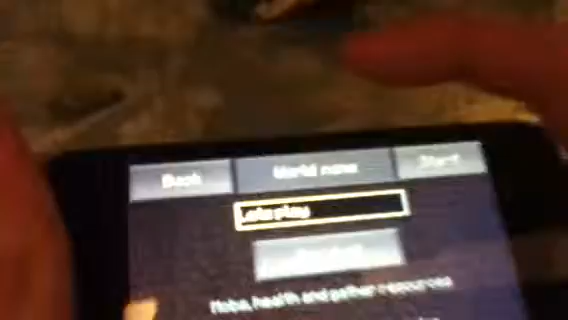 Back World name Start
Lets play
Mobs, health and gather resources